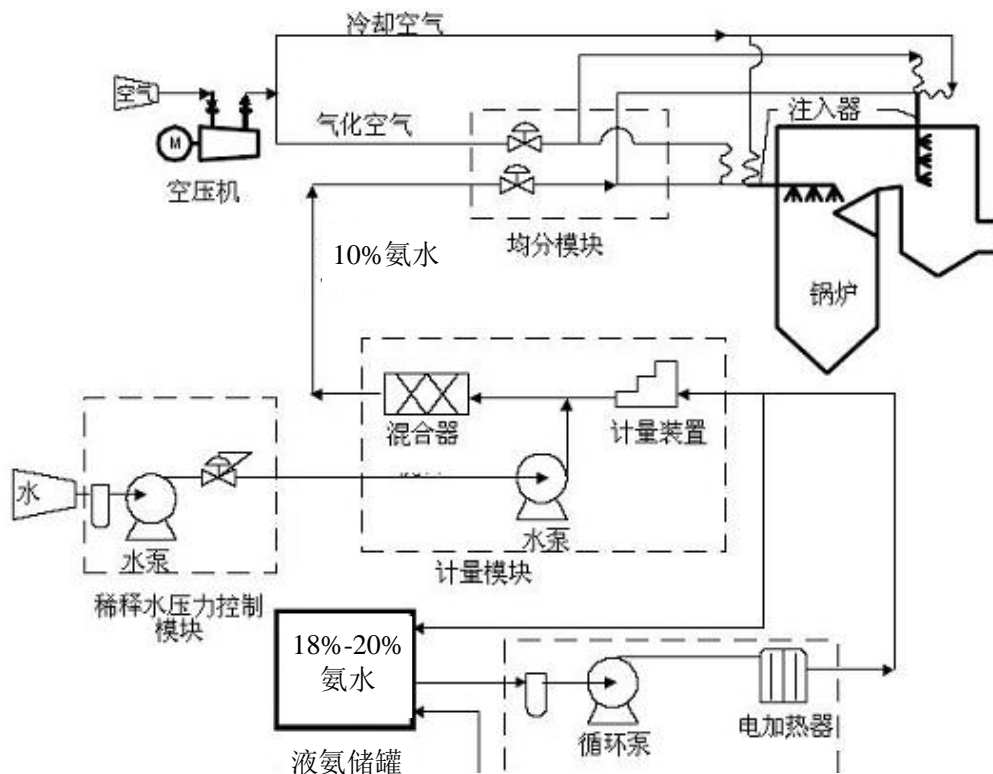 冷却空气
空气
气化空气
注入器
M
空压机
均分模块
10%氨水
锅炉
混合器
计量装置
水
水泵
水泵
计量模块
稀释水压力控制
模块
18%-20%
氨水
电加热器
循环泵
液氨储罐